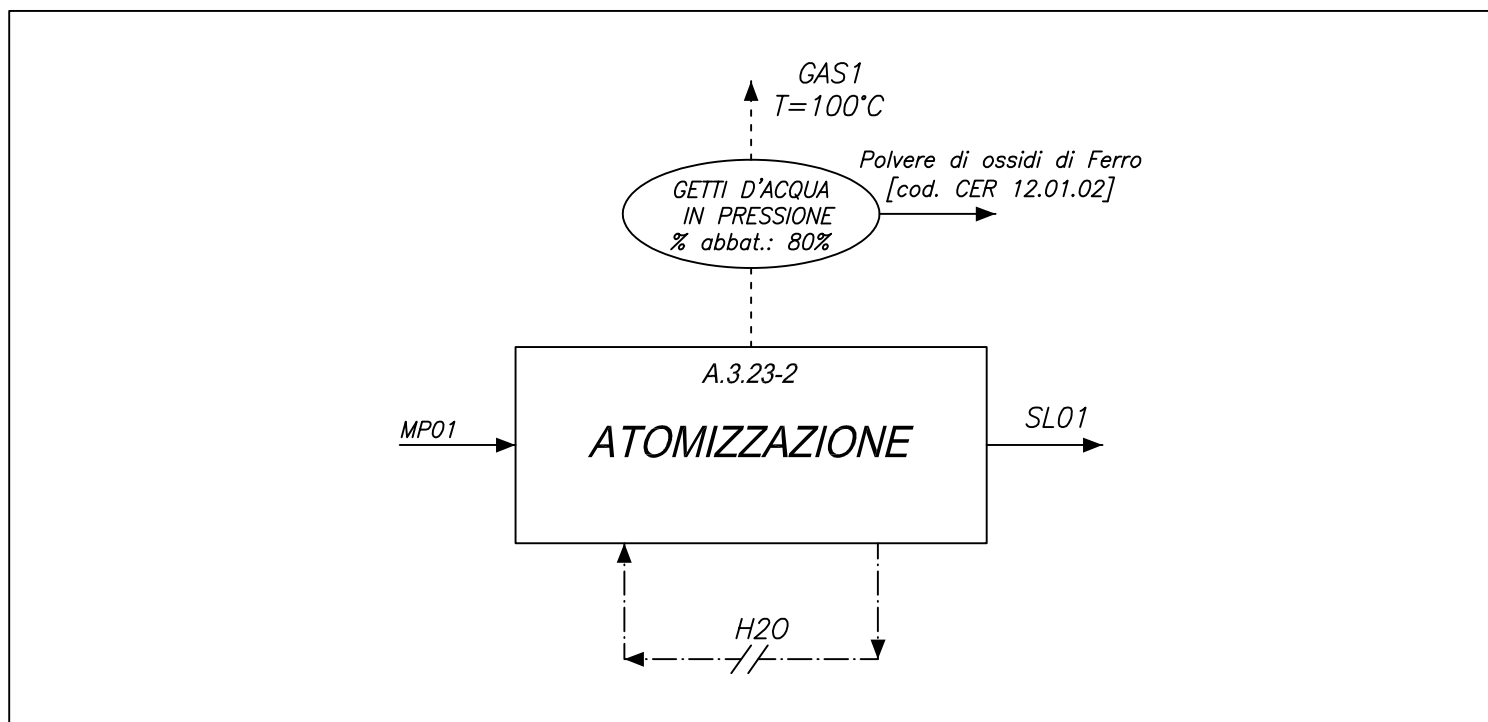 GAS1
T=100°C
Polvere di ossidi di Ferro
[cod. CER 12.01.02]
GETTI D'ACQUA
IN PRESSIONE
% abbat.: 80%
A.3.23-2
MP01
ATOMIZZAZIONE
SL01
H2O